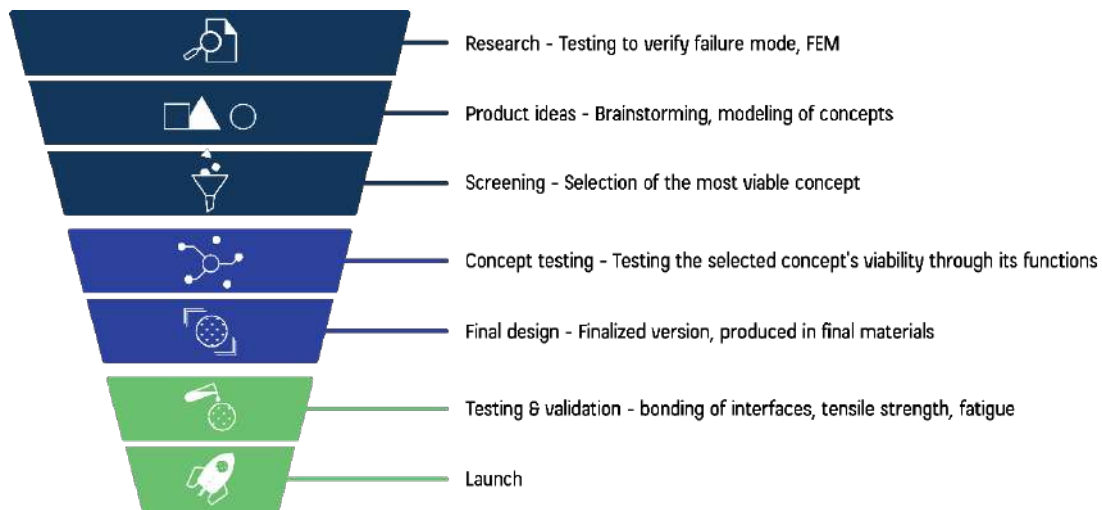 Research - Testing to verify failure mode, FEM
Product ideas - Brainstorming, modeling of concepts
Screening - Selection of the most viable concept
Concept testing - Testing the selected concept's viability through its functions
Final design - Finalized version, produced in final materials
Testing & validation - bonding of interfaces, tensile strength, fatigue
Launch